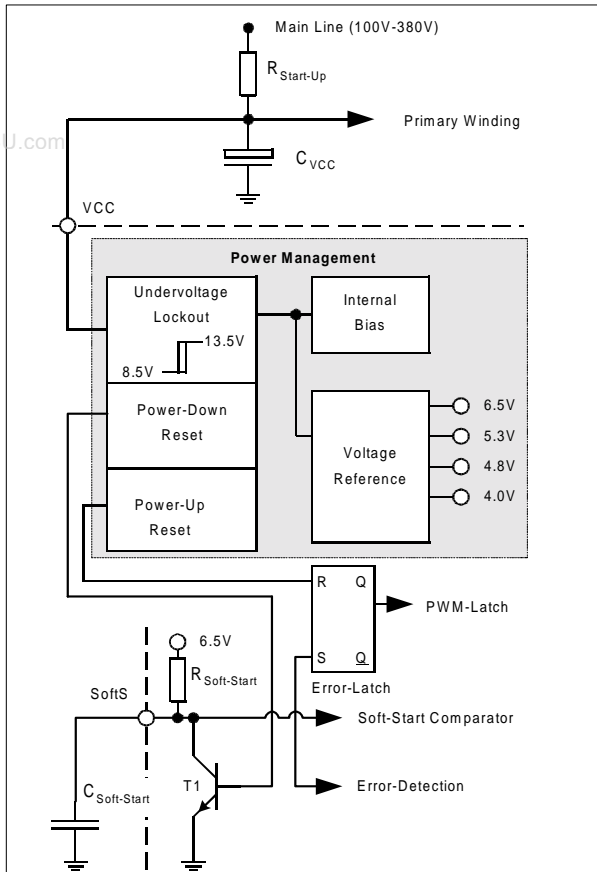 Main Line (100V-380V)
R Start-Up
Primary Winding
U.com
C VCC
VCC
Power Management
Undervoltage
Lockout
13.5V
8.5V
Internal
Bias
Power-Down
Reset
Power-Up
Reset
Voltage
Reference
6.5V
5.3V
4.8V
4.0V
R Q
S Q
PWM-Latch
Error-Latch
6.5V
R Soft-Start
SoftS
Soft-Start Comparator
C Soft-Start
T1
Error-Detection